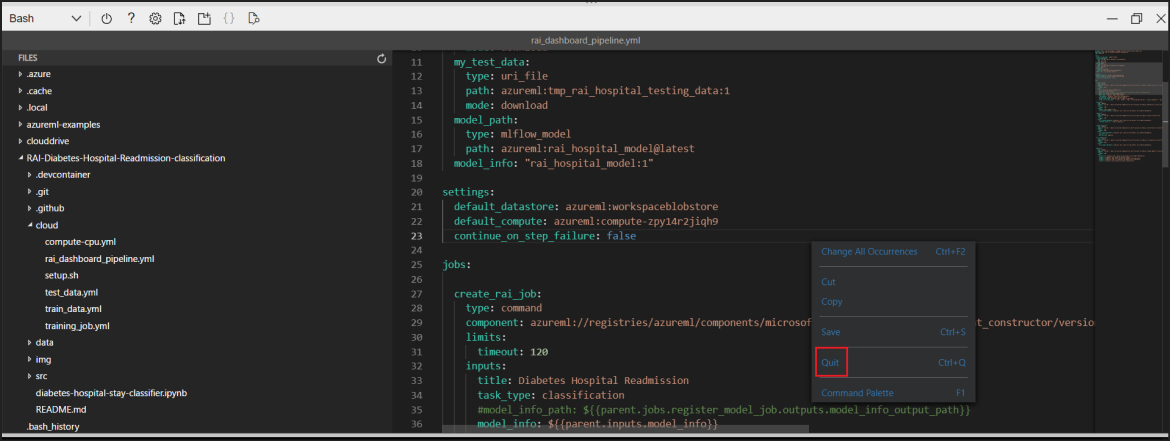 Bash
?
{}
rai_dashboard_pipeline.yml
FILES
.azure
.cache
.local
azureml-examples
clouddrive
RAI-Diabetes-Hospital-Readmission-classification
.devcontainer
.git
.github
cloud
compute-cpu.yml
rai_dashboard_pipeline.yml
setup.sh
test_data.yml
train_data.yml
training_job.yml
data
img
src
diabetes-hospital-stay-classifier.ipynb
README.md
.bash_history
11 my_test_data:
12 type: uri_file
13 path: azureml:tmp_rai_hospital_testing_data:1
14 mode: download
15 model_path:
16 type: mlflow_model
17 path: azureml:rai_hospital_model@latest
18 model_info: "rai_hospital_model:1"
19
20 settings:
21 default_datastore: azureml:workspaceblobstore
22 default_compute: azureml:compute-zpy14r2jiqh9
23 continue_on_step_failure: false
24
25 jobs:
26
27 create_rai_job:
28 type: command
29 component: azureml://registries/azureml/components/microsof t_constructor/version
30 limits:
31 timeout: 120
32 inputs:
33 title: Diabetes Hospital Readmission
34 task_type: classification
35 #model_info_path: ${{parent.jobs.register_model_job.outputs.model_info_output_path}}
36 model_info: ${{parent.inputs.model_info}}
Change All Occurrences Ctrl+F2
Cut
Copy
Save Ctrl+S
Quit Ctrl+Q
Command Palette F1